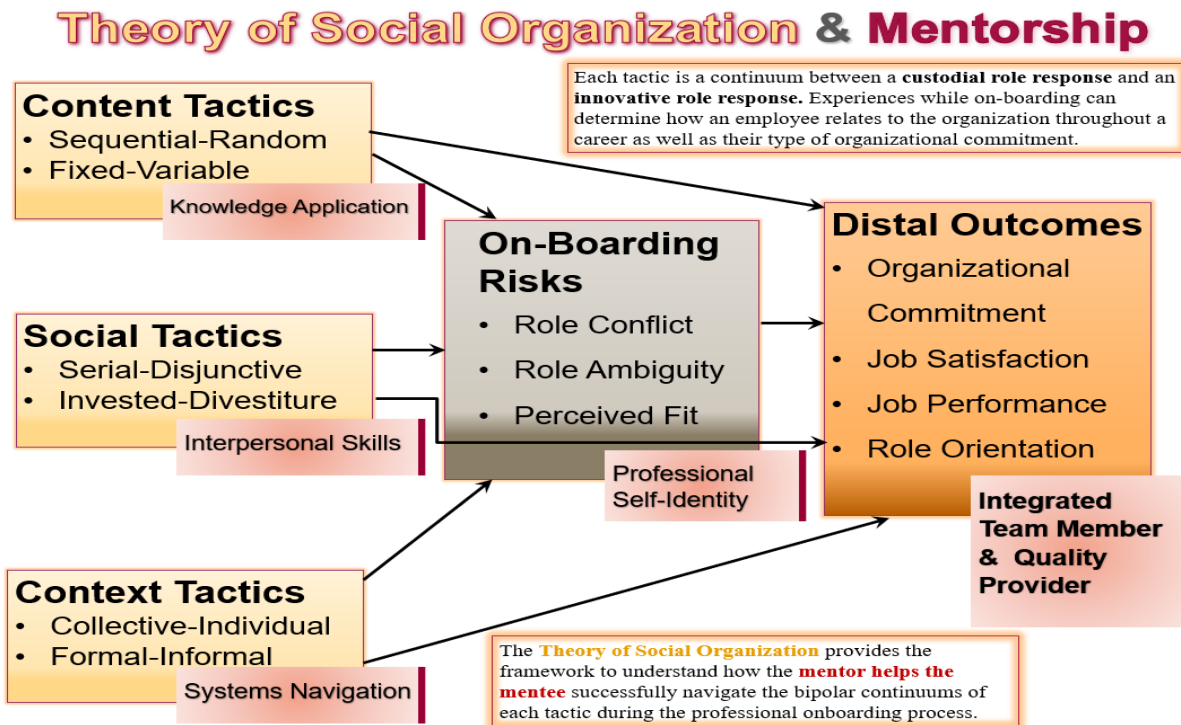 Theory of Social Organization & Mentorship
Each tactic is a continuum between a custodial role response and an
innovative role response. Experiences while on-boarding can
determine how an employee relates to the organization throughout a
career as well as their type of organizational commitment.
Content Tactics
• Sequential-Random
• Fixed-Variable
Knowledge Application
Social Tactics
• Serial-Disjunctive
• Invested-Divestiture
Interpersonal Skills
Context Tactics
• Collective-Individual
• Formal-Informal
Systems Navigation
On-Boarding
Risks
• Role Conflict
• Role Ambiguity
• Perceived Fit
Professional
Self-Identity
Distal Outcomes
• Organizational
Commitment
• Job Satisfaction
• Job Performance
• Role Orientation
Integrated
Team Member
& Quality
Provider
The Theory of Social Organization provides the
framework to understand how the mentor helps the
mentee successfully navigate the bipolar continuums of
each tactic during the professional onboarding process.